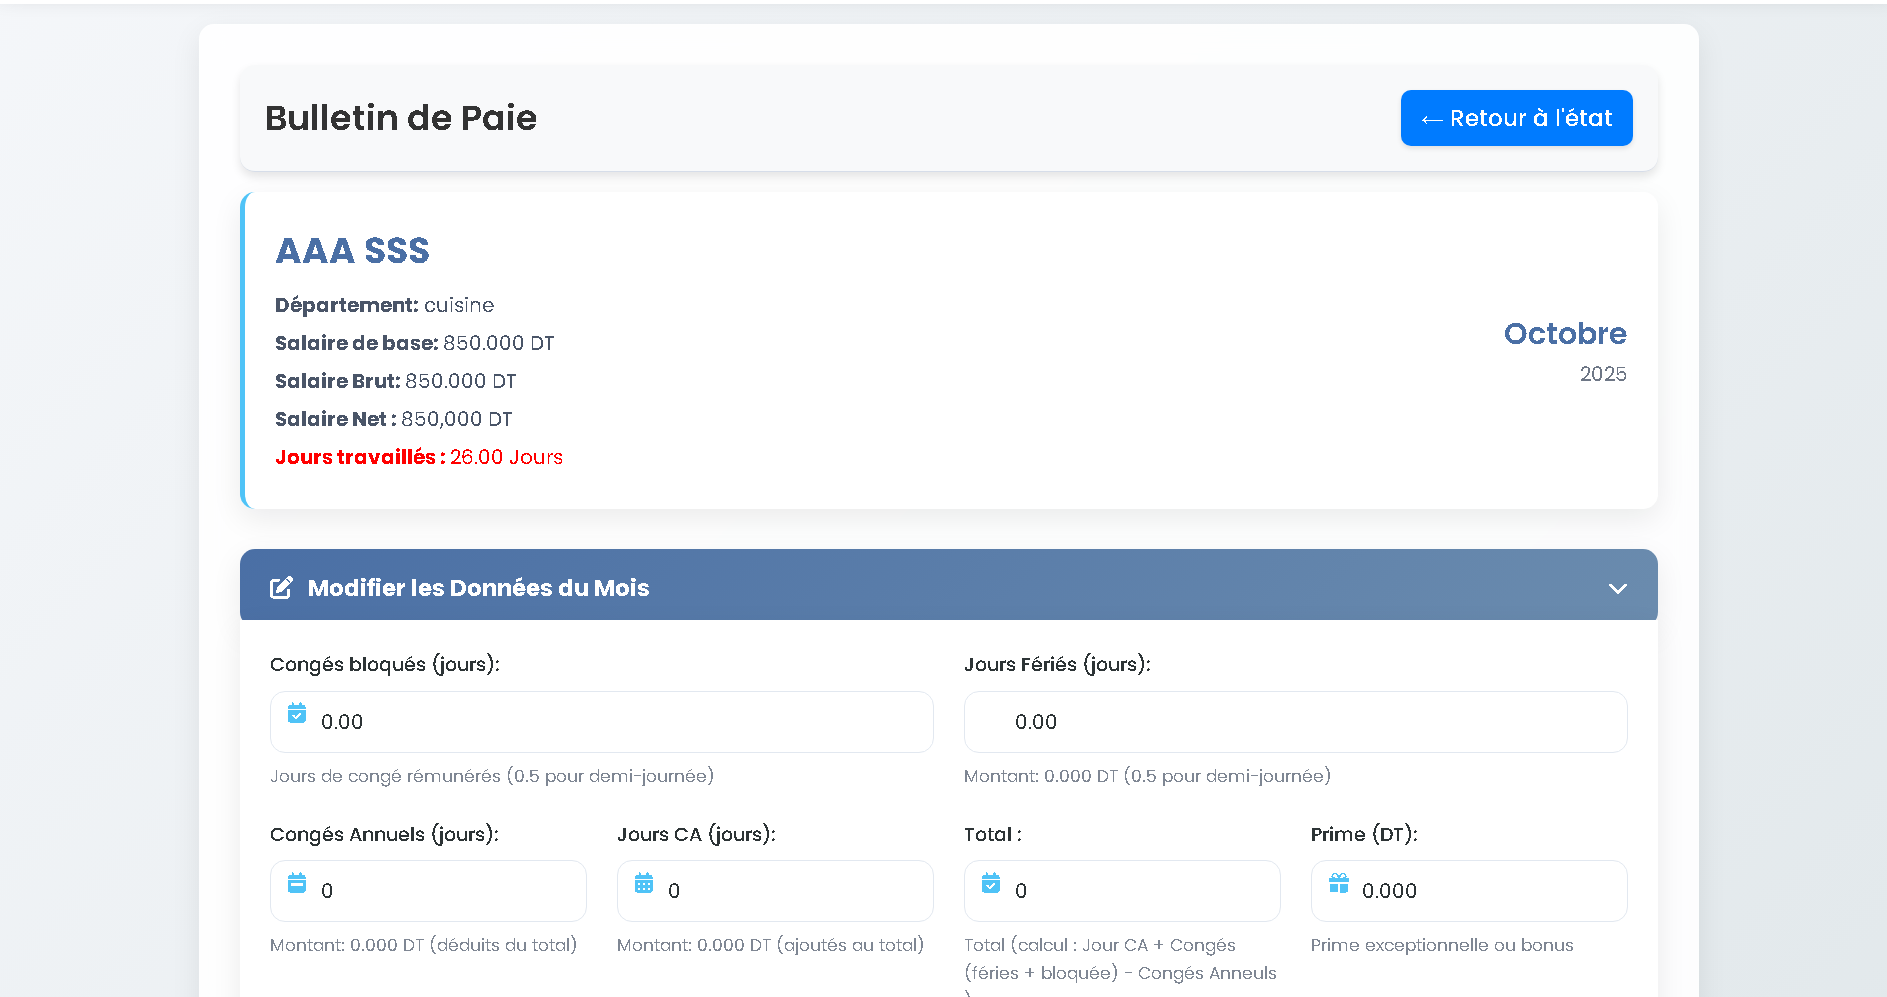 Bulletin de Paie
← Retour à l'état
AAA SSS
Département: cuisine
Salaire de base: 850.000 DT
Salaire Brut: 850.000 DT
Salaire Net : 850,000 DT
Jours travaillés : 26.00 Jours
Octobre
2025
Modifier les Données du Mois
Congés bloqués (jours):
0.00
Jours de congé rémunérés (0.5 pour demi-journée)
Jours Fériés (jours):
0.00
Montant: 0.000 DT (0.5 pour demi-journée)
Congés Annuels (jours):
0
Montant: 0.000 DT (déduits du total)
Jours CA (jours):
0
Montant: 0.000 DT (ajoutés au total)
Total :
0
Total (calcul : Jour CA + Congés
(féries + bloquée) - Congés Anneuls
)
Prime (DT):
0.000
Prime exceptionnelle ou bonus